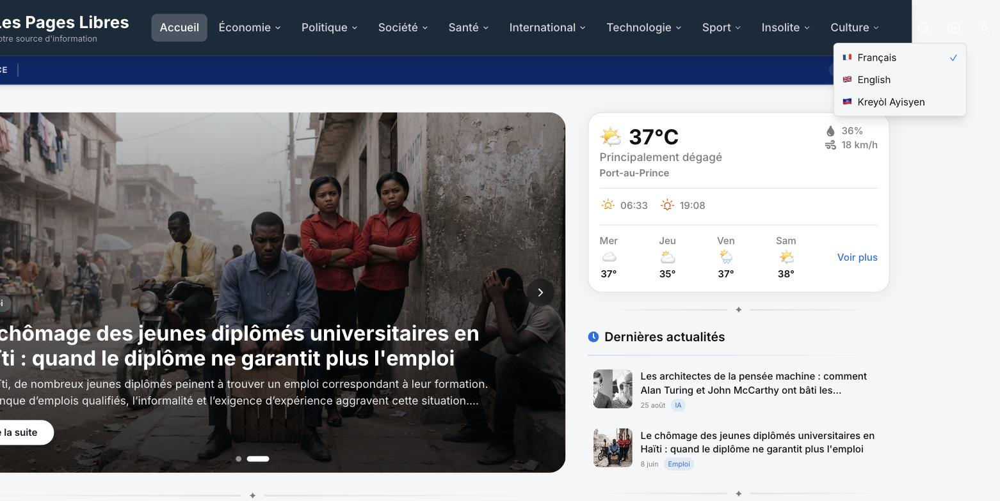 Les Pages Libres
otre source d'information
Accueil
Économie
Politique
Société
Santé
International
Technologie
Sport
Insolite
Culture
CE
Français
English
Kreyòl Ayisyen
37°C
36%
18 km/h
Principalement dégagé
Port-au-Prince
06:33
19:08
Mer
Jeu
Ven
Sam
37°
35°
37°
38°
Voir plus
chômage des jeunes diplômés universitaires en
ïti : quand le diplôme ne garantit plus l'emploi
ïti, de nombreux jeunes diplômés peinent à trouver un emploi correspondant à leur formation.
nque d’emplois qualifiés, l’informalité et l’exigence d’expérience aggravent cette situation....
e la suite
Dernières actualités
Les architectes de la pensée machine : comment
Alan Turing et John McCarthy ont bâti les...
25 août
IA
Le chômage des jeunes diplômés universitaires en
Haïti : quand le diplôme ne garantit plus l'emploi
8 juin
Emploi